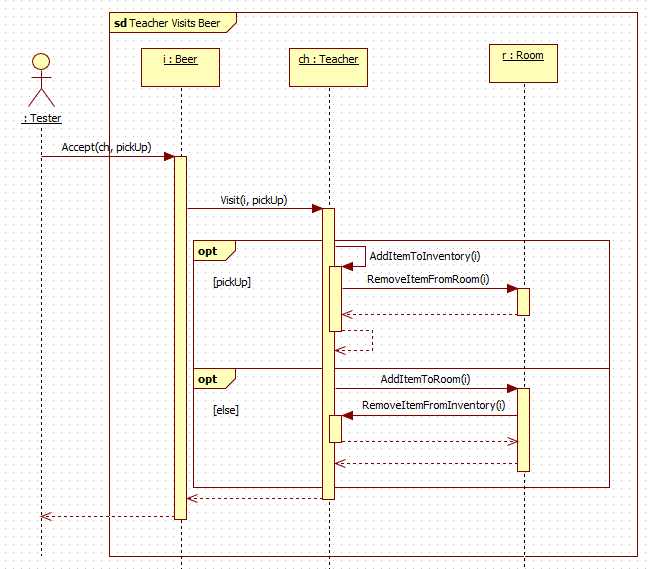 sd Teacher Visits Beer
i : Beer
ch : Teacher
r : Room
: Tester
Accept(ch, pickUp)
Visit(i, pickUp)
opt
AddItemToInventory(i)
[pickUp]
RemoveItemFromRoom(i)
opt
AddItemToRoom(i)
[else]
RemoveItemFromInventory(i)